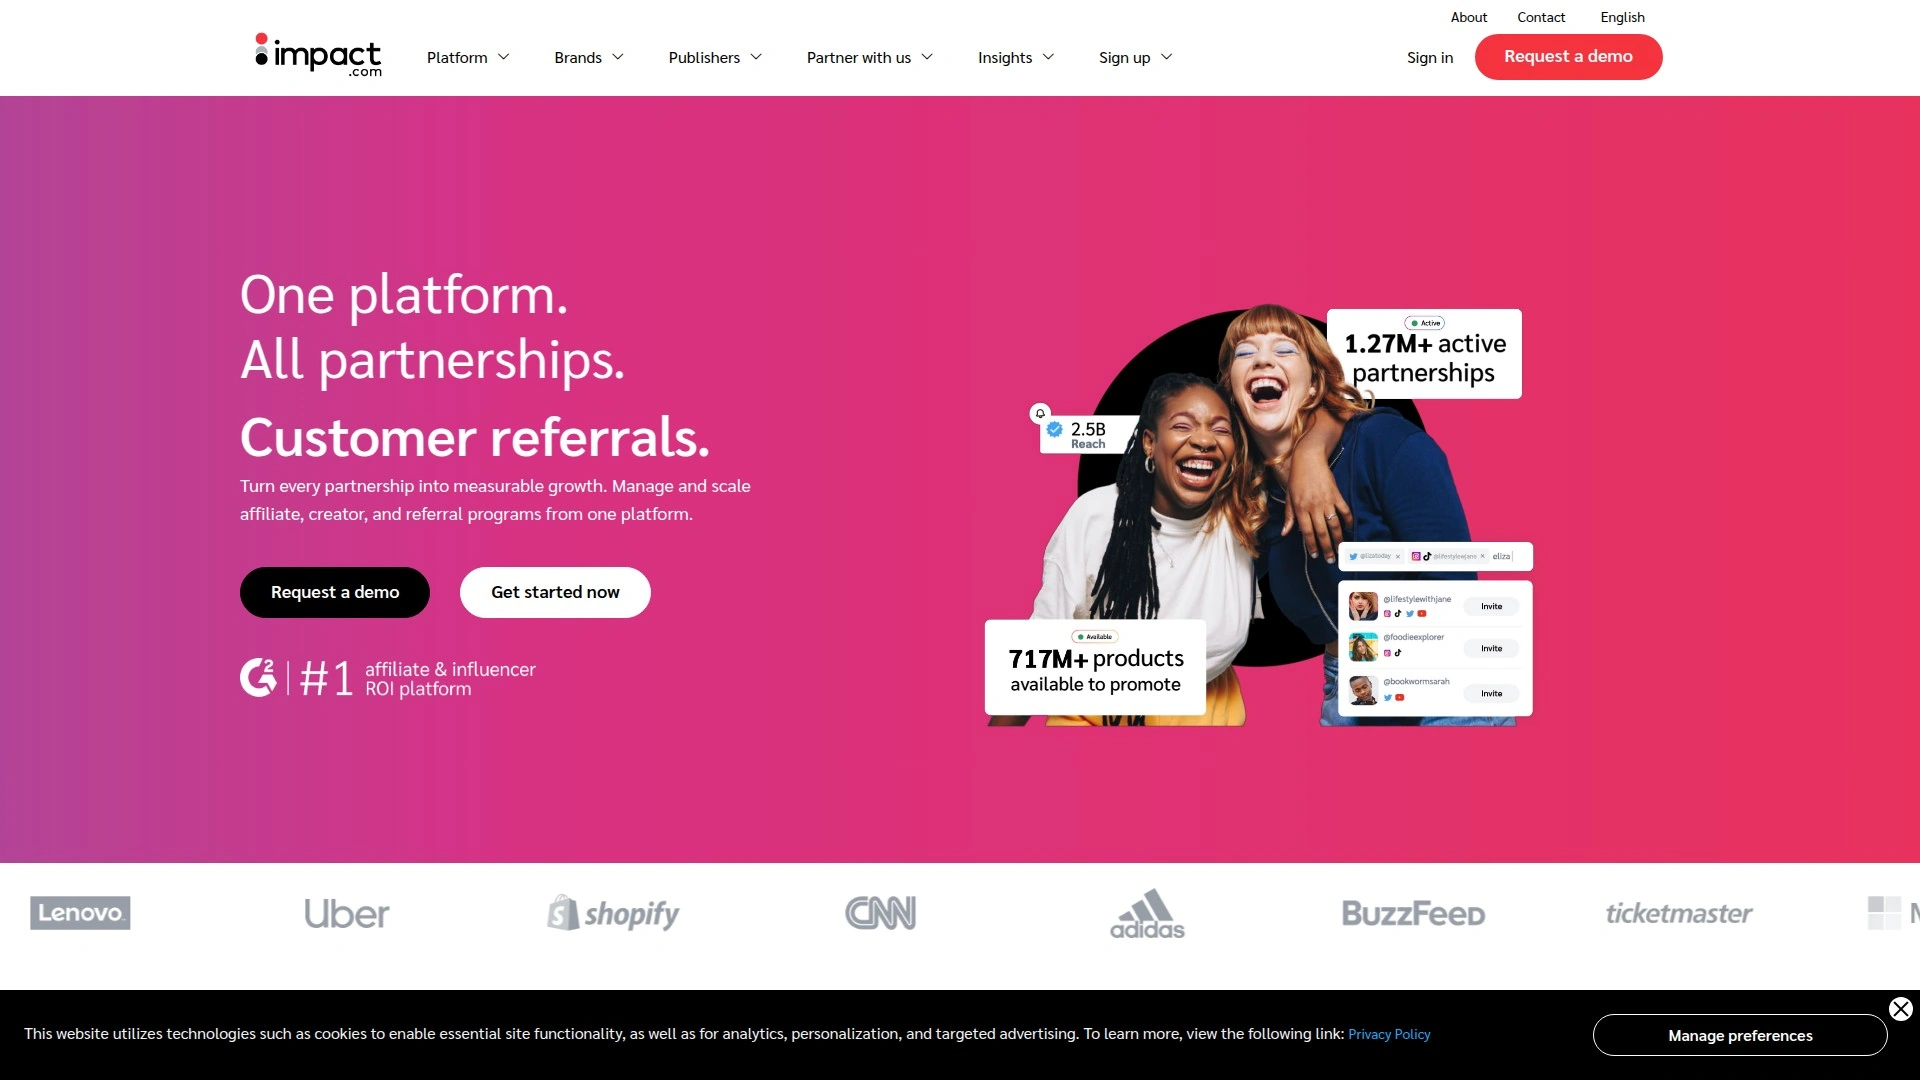 About
Contact
English
impact
.com
Platform
Brands
Publishers
Partner with us
Insights
Sign up
Sign in
Request a demo
One platform.
All partnerships.
Customer referrals.
Turn every partnership into measurable growth. Manage and scale
affiliate, creator, and referral programs from one platform.
Request a demo
Get started now
G2
#1
affiliate & influencer
ROI platform
Active
1.27M+ active
partnerships
2.5B
Reach
@lifestylewjane
eliza
@lifestylewithjane
Invite
@foodieexplorer
Invite
@bookwormsarah
Invite
Available
717M+ products
available to promote
Lenovo
Uber
shopify
CNN
adidas
BuzzFeed
ticketmaster
This website utilizes technologies such as cookies to enable essential site functionality, as well as for analytics, personalization, and targeted advertising. To learn more, view the following link: Privacy Policy
Manage preferences